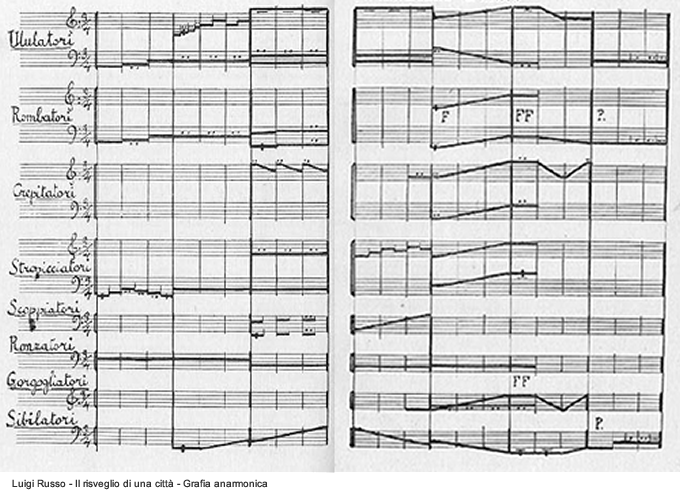 Ululatori
Rombatori
F
FF
P.
Crepitatori
Stropicciatori
Scoppiatori
Ronzatori
FF
Gorgogliatori
Sibilatori
P.
Luigi Russo - Il risveglio di una città - Grafia anarmonica